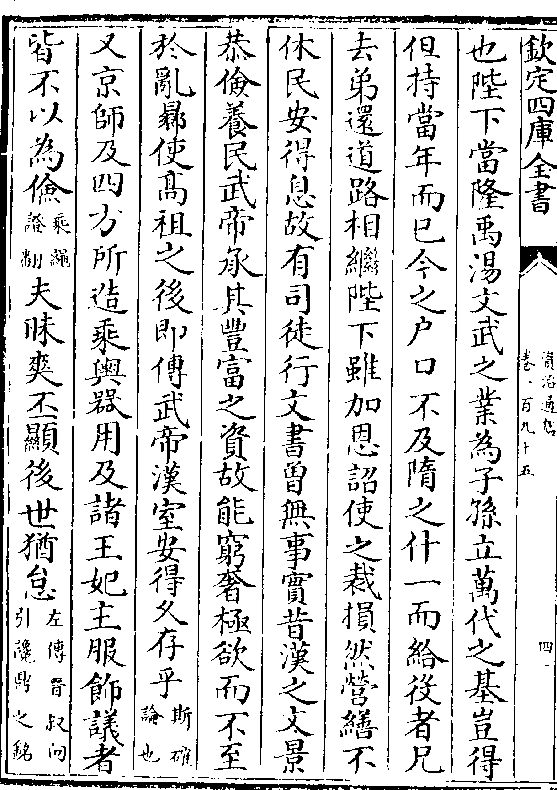 欽定四庫全書
資治通鑑
卷一百九十五
四
也陛下當隆禹湯文武之業為子孫立萬代之基豈得
但持當年而已今之户口不及隋之什一而給役者兄
去弟還道路相繼陛下雖加恩詔使之裁損然營繕不
休民安得息故有司徒行文書曽無事實昔漢之文景
恭儉養民武帝承其豐富之資故能窮奢極欲而不至
於亂曏使髙祖之後即傳武帝漢室安得久存乎斯確論也
又京師及四方所造乘輿器用及諸王妃主服飾議者
皆不以為儉乘繩證翻夫昧爽丕顯後世猶怠左傳晉叔向引讒鼎之銘